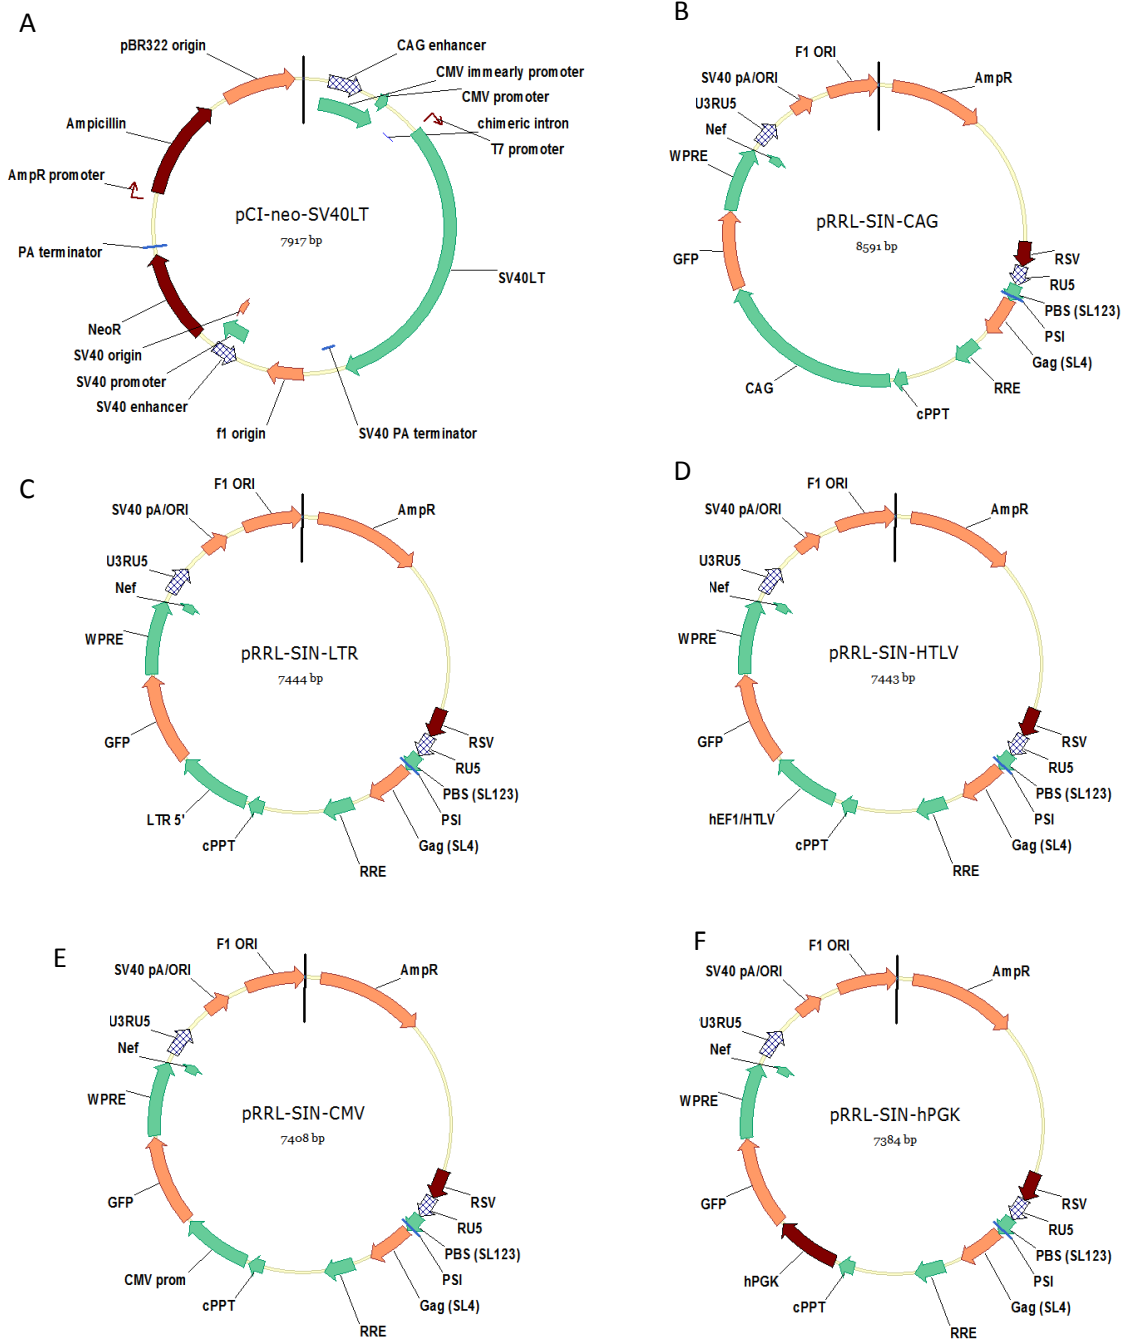 A
pBR322 origin
CAG enhancer
CMV immearly promoter
CMV promoter
chimeric intron
T7 promoter
Ampicillin
AmpR promoter
pCI-neo-SV40LT
7917 bp
PA terminator
SV40LT
NeoR
SV40 origin
SV40 promoter
SV40 enhancer
f1 origin
SV40 PA terminator
B
F1 ORI
SV40 pA/ORI
AmpR
U3RU5
Nef
WPRE
pRRL-SIN-CAG
8591 bp
GFP
RSV
RU5
PBS (SL123)
PSI
Gag (SL4)
RRE
CAG
cPPT
C
F1 ORI
SV40 pA/ORI
AmpR
U3RU5
Nef
WPRE
pRRL-SIN-LTR
7444 bp
GFP
RSV
RU5
PBS (SL123)
PSI
LTR 5'
cPPT
Gag (SL4)
RRE
D
F1 ORI
SV40 pA/ORI
AmpR
U3RU5
Nef
WPRE
pRRL-SIN-HTLV
7443 bp
GFP
RSV
RU5
PBS (SL123)
PSI
hEF1/HTLV
cPPT
Gag (SL4)
RRE
E
F1 ORI
SV40 pA/ORI
AmpR
U3RU5
Nef
WPRE
pRRL-SIN-CMV
7408 bp
GFP
RSV
RU5
PBS (SL123)
PSI
CMV prom
cPPT
Gag (SL4)
RRE
F
F1 ORI
SV40 pA/ORI
AmpR
U3RU5
Nef
WPRE
pRRL-SIN-hPGK
7384 bp
GFP
RSV
RU5
PBS (SL123)
PSI
hPGK
cPPT
Gag (SL4)
RRE